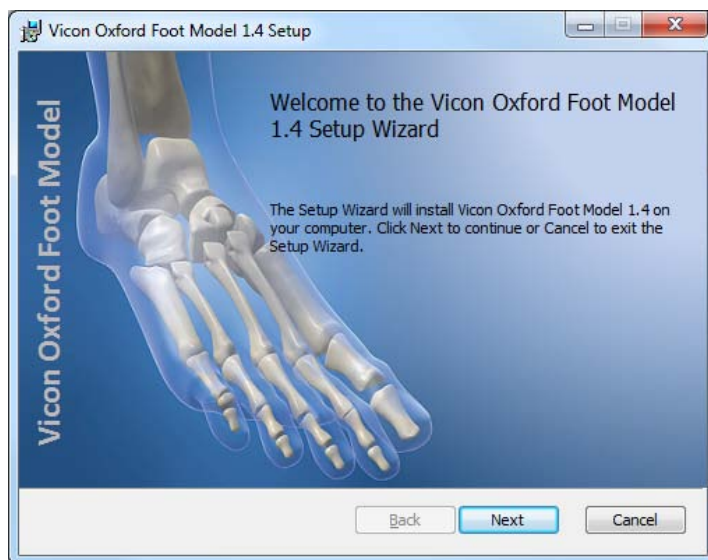 Vicon Oxford Foot Model 1.4 Setup
Vicon Oxford Foot Model
Welcome to the Vicon Oxford Foot Model
1.4 Setup Wizard
The Setup Wizard will install Vicon Oxford Foot Model 1.4 on
your computer. Click Next to continue or Cancel to exit the
Setup Wizard.
Back
Next
Cancel